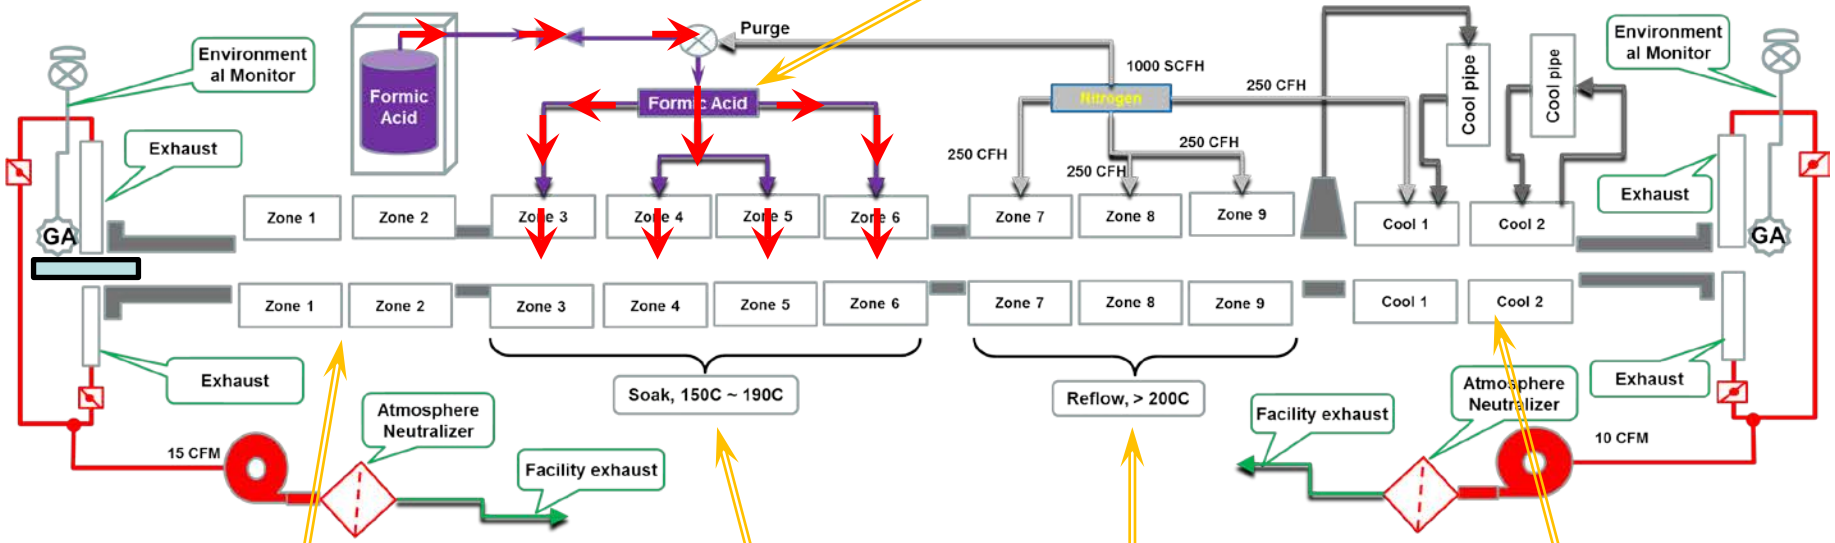 Environment
al Monitor
Exhaust
GA
Formic
Acid
Purge
Formic Acid
1000 SCFH
Nitrogen
250 CFH
250 CFH
250 CFH
250 CFH
Cool pipe
Cool pipe
Environment
al Monitor
Exhaust
GA
Zone 1
Zone 2
Zone 3
Zone 4
Zone 5
Zone 6
Zone 7
Zone 8
Zone 9
Cool 1
Cool 2
Zone 1
Zone 2
Zone 3
Zone 4
Zone 5
Zone 6
Zone 7
Zone 8
Zone 9
Cool 1
Cool 2
Exhaust
Soak, 150C ~ 190C
Reflow, > 200C
Exhaust
Atmosphere
Neutralizer
15 CFM
Facility exhaust
Facility exhaust
Atmosphere
Neutralizer
10 CFM